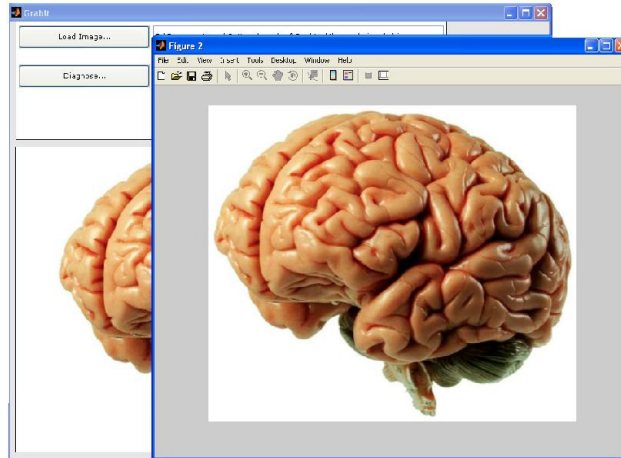 GrabIt
Load Image...
Diagnose...
Figure 2
File Edit View Insert Tools Desktop Window Help